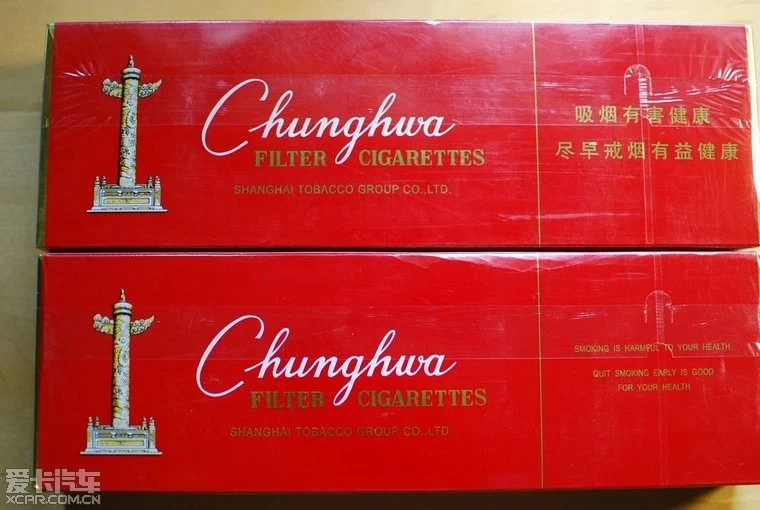 Chunghwa
FILTER CIGARETTES
SHANGHAI TOBACCO GROUP CO.,LTD.
吸烟有害健康
尽早戒烟有益健康
Chunghwa
FILTER CIGARETTES
SHANGHAI TOBACCO GROUP CO.,LTD.
SMOKING IS HARMFUL TO YOUR HEALTH
QUIT SMOKING EARLY IS GOOD
FOR YOUR HEALTH
爱卡汽车
XCAR.COM.CN